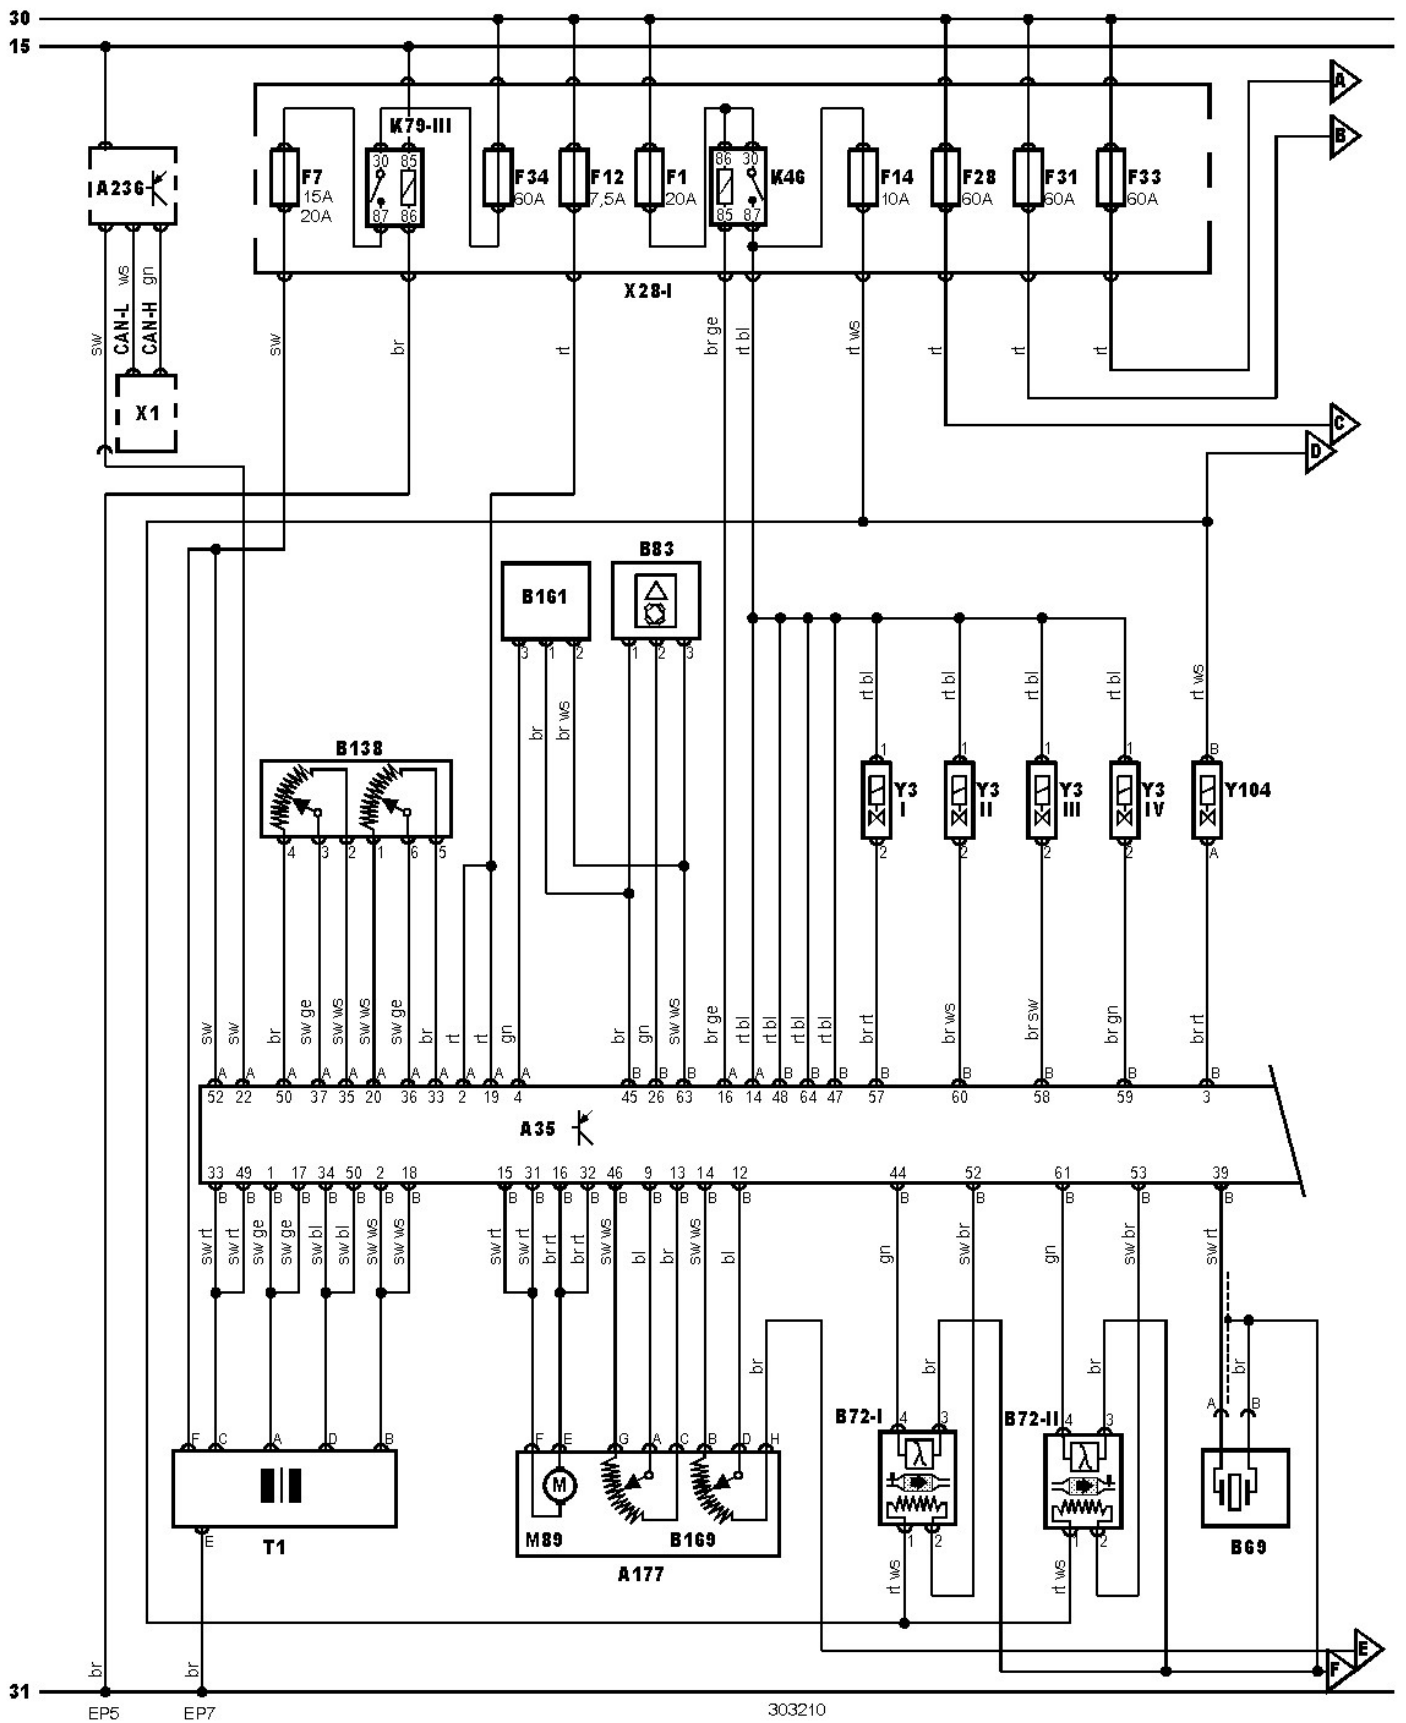 30
15
A
B
K79-III
A236
F7
15A
20A
30 85
87 86
F34
60A
F12
7,5A
F1
20A
86 30
85 87
K46
F14
10A
F28
60A
F31
60A
F33
60A
X28-I
sw
CAN-L
ws
CAN-H
gn
sw
br
rt
br ge
rt bl
rt ws
rt
rt
rt
X1
C
D
B161
B83
3 1 2
1 2 3
br
br ws
rt bl
rt bl
rt bl
rt bl
rt ws
B138
4 3 2 1 6 5
1 1 1 1 B
Y3
I
Y3
II
Y3
III
Y3
IV
Y104
2 2 2 2 A
sw
sw
br
sw ge
sw ws
sw ws
sw ge
br
rt
rt
gn
br
gn
sw ws
br ge
rt bl
rt bl
rt bl
rt bl
br rt
br ws
br sw
br gn
br rt
A A A A A A A A A A A B B B A A B B B B B B B B
52 22 50 37 35 20 36 33 2 19 4 45 26 63 16 14 48 64 47 57 60 58 59 3
A35
33 49 1 17 34 50 2 18 15 31 16 32 46 9 13 14 12 44 52 61 53 39
B B B B B B B B B B B B B B B B B B B B B B
sw rt
sw rt
sw ge
sw ge
sw bl
sw bl
sw ws
sw ws
sw rt
sw rt
br rt
br rt
sw ws
bl
br
sw ws
bl
gn
sw br
gn
sw br
sw rt
br
br
br
br
A B
B72-I
4 3
B72-II
4 3
F C A D B
F E G A C B D H
M
M89
B169
A177
E
T1
1 2
1 2
B69
rt ws
rt ws
E
F
br
br
31
EP5
EP7
303210